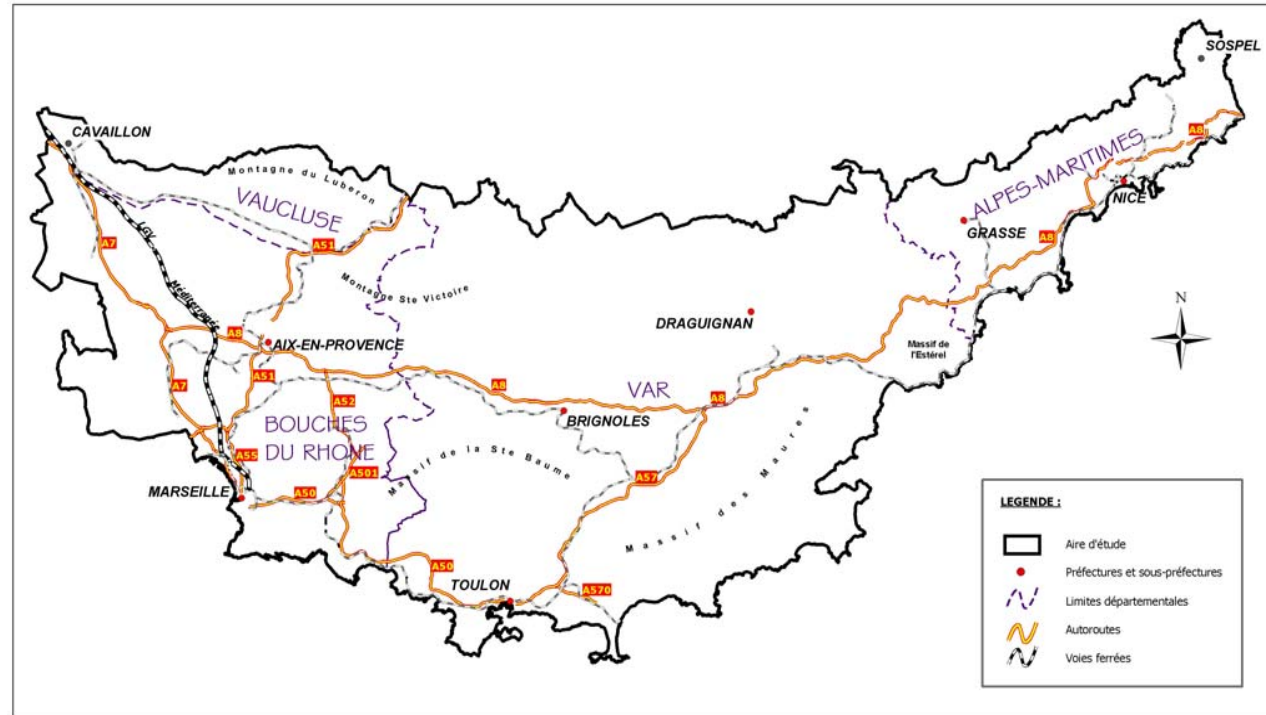 SOSPEL
CAVAILLON
A8
ALPES-MARITIMES
Montagne du Luberon
VAUCLUSE
NICE
GRASSE
LGV
Méditerranée
A7
A51
A8
Montagne Ste Victoire
N
DRAGUIGNAN
A8
AIX-EN-PROVENCE
Massif de
l'Estérel
A51
A7
A8
VAR
A52
A8
BRIGNOLES
BOUCHES
DU RHONE
A55
A501
Massif de la Ste Baume
A57
Massif des Maures
MARSEILLE
A50
A50
TOULON
A570
LEGENDE :
Aire d'étude
Préfectures et sous-préfectures
Limites départementales
Autoroutes
Voies ferrées